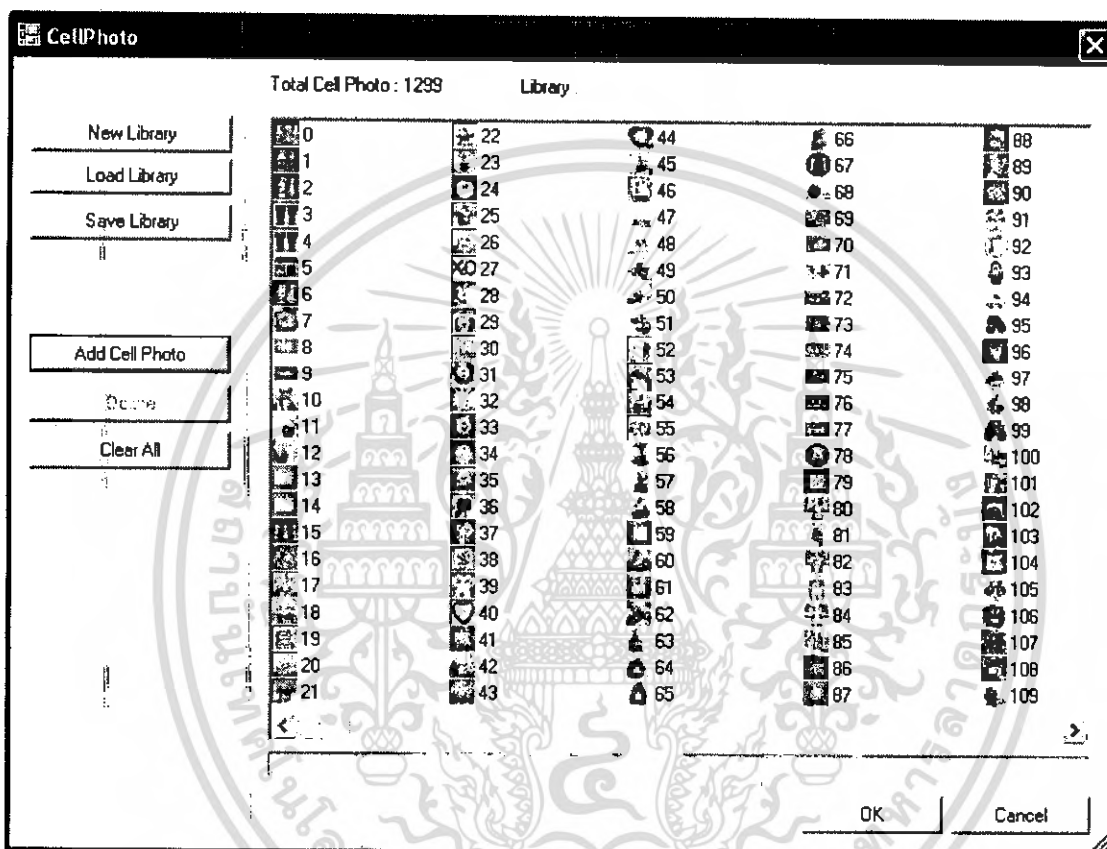 CellPhoto
Total Cell Photo : 1299 Library
New Library
Load Library
Save Library
Add Cell Photo
Clear All
0 22 44 66 88
1 23 45 67 89
2 24 46 68 90
3 25 47 69 91
4 26 48 70 92
5 27 49 71 93
6 28 50 72 94
7 29 51 73 95
8 30 52 74 96
9 31 53 75 97
10 32 54 76 98
11 33 55 77 99
12 34 56 78 100
13 35 57 79 101
14 36 58 80 102
15 37 59 81 103
16 38 60 82 104
17 39 61 83 105
18 40 62 84 106
19 41 63 85 107
20 42 64 86 108
21 43 65 87 109
OK Cancel